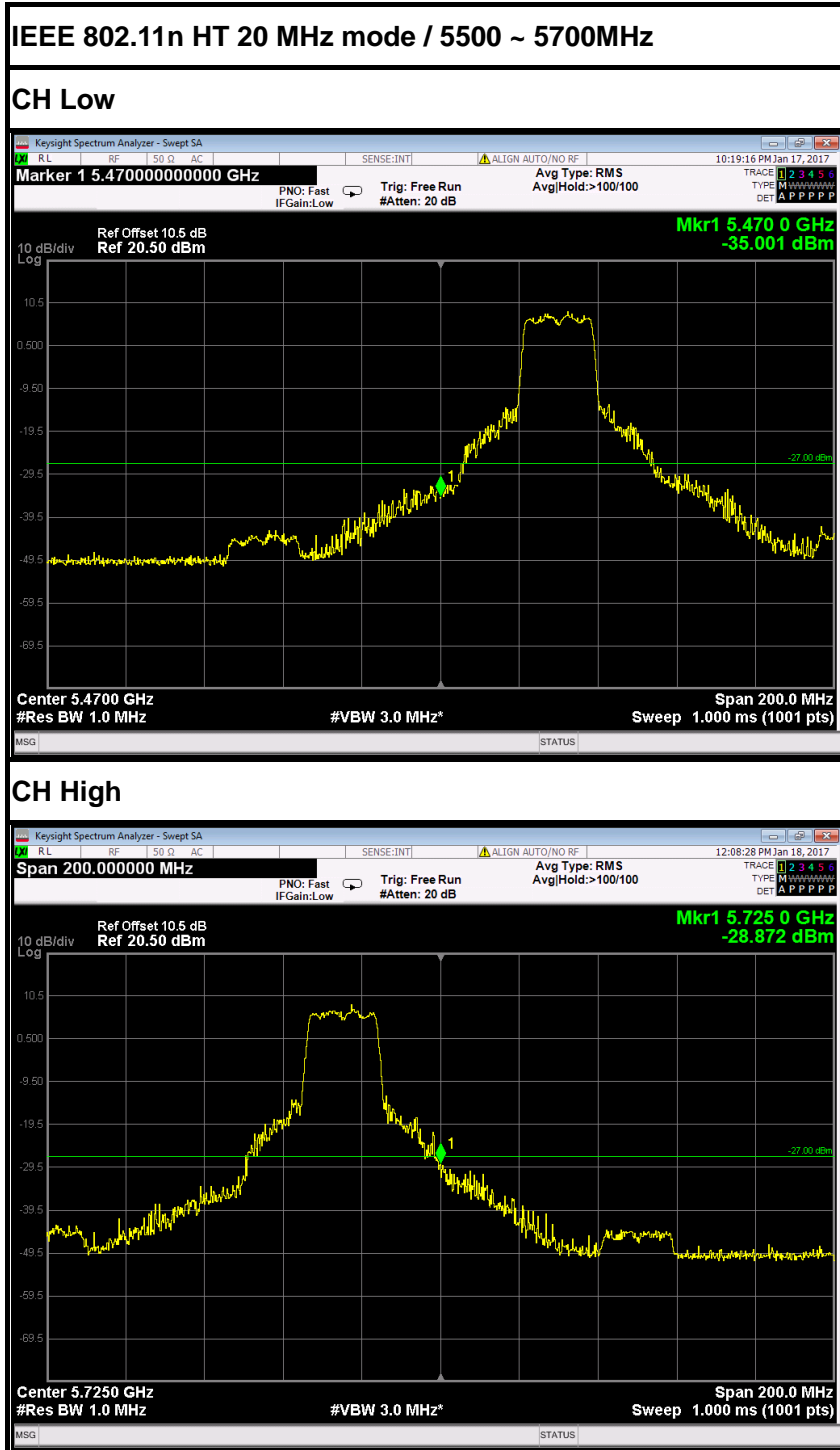 IEEE 802.11n HT 20 MHz mode / 5500 ~ 5700MHz
CH Low
Keysight Spectrum Analyzer - Swept SA
LXI RL RF 50 Ω AC SENSE:INT ALIGN AUTO/NO RF 10:19:16 PM Jan 17, 2017
Marker 1 5.470000000000 GHz
PNO: Fast
IFGain:Low
Trig: Free Run
#Atten: 20 dB
Avg Type: RMS
Avg|Hold:>100/100
TRACE 1 2 3 4 5 6
TYPE M WWWWW
DET A P P P P P
Mkr1 5.470 0 GHz
-35.001 dBm
Ref Offset 10.5 dB
10 dB/div Ref 20.50 dBm
Log
10.5
0.500
-9.50
-19.5
-27.00 dBm
-29.5
1
-39.5
-49.5
-59.5
-69.5
Center 5.4700 GHz Span 200.0 MHz
#Res BW 1.0 MHz #VBW 3.0 MHz* Sweep 1.000 ms (1001 pts)
MSG STATUS
CH High
Keysight Spectrum Analyzer - Swept SA
LXI RL RF 50 Ω AC SENSE:INT ALIGN AUTO/NO RF 12:08:28 PM Jan 18, 2017
Span 200.000000 MHz
PNO: Fast
IFGain:Low
Trig: Free Run
#Atten: 20 dB
Avg Type: RMS
Avg|Hold:>100/100
TRACE 1 2 3 4 5 6
TYPE M WWWWW
DET A P P P P P
Mkr1 5.725 0 GHz
-28.872 dBm
Ref Offset 10.5 dB
10 dB/div Ref 20.50 dBm
Log
10.5
0.500
-9.50
-19.5
1
-27.00 dBm
-29.5
-39.5
-49.5
-59.5
-69.5
Center 5.7250 GHz Span 200.0 MHz
#Res BW 1.0 MHz #VBW 3.0 MHz* Sweep 1.000 ms (1001 pts)
MSG STATUS